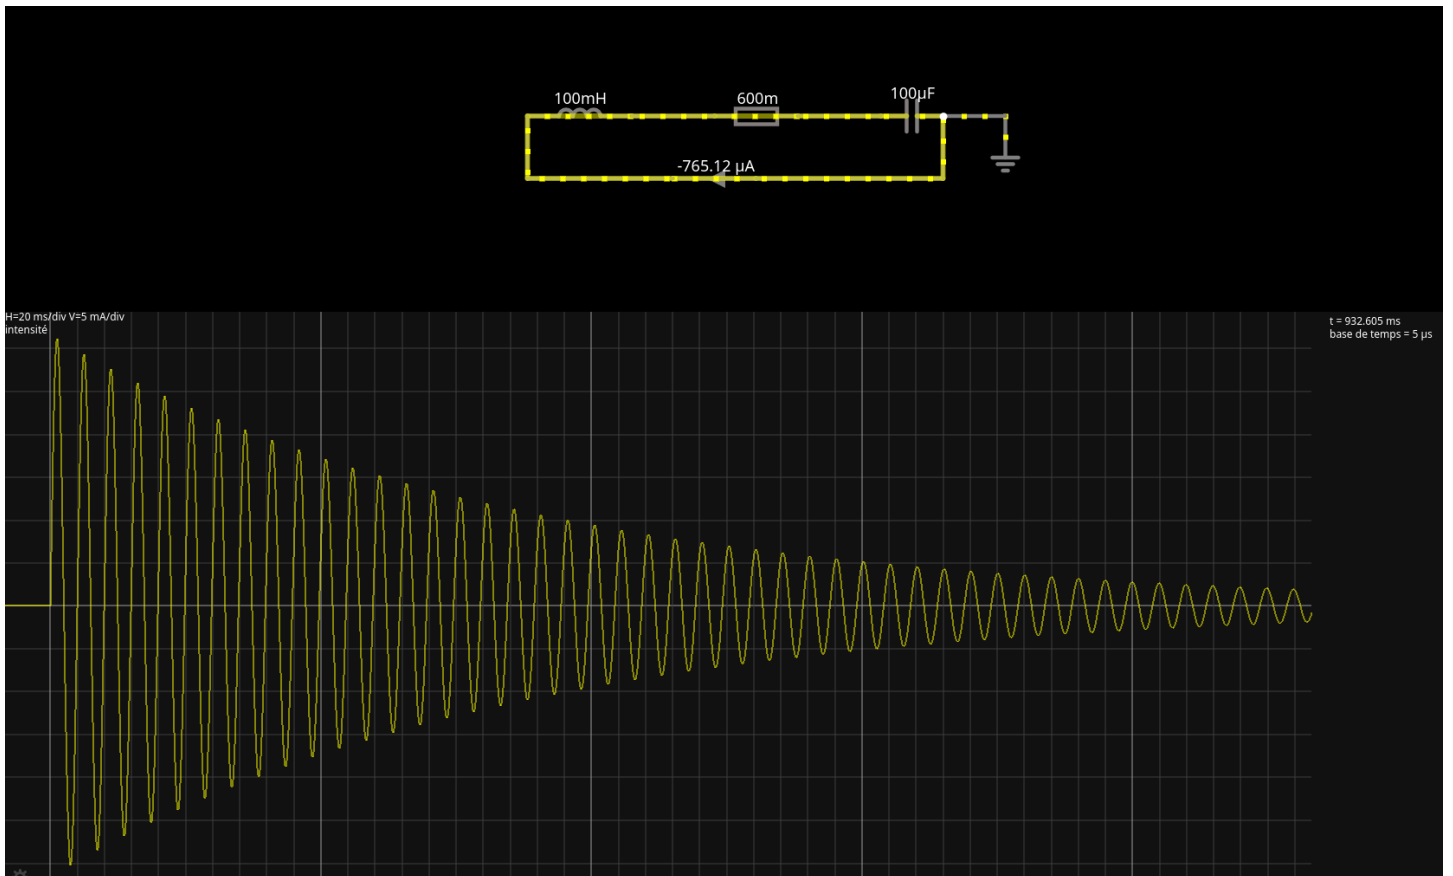 100mH
600m
100µF
-765.12 µA
H=20 ms/div V=5 mA/div
intensité
t = 932.605 ms
base de temps = 5 µs